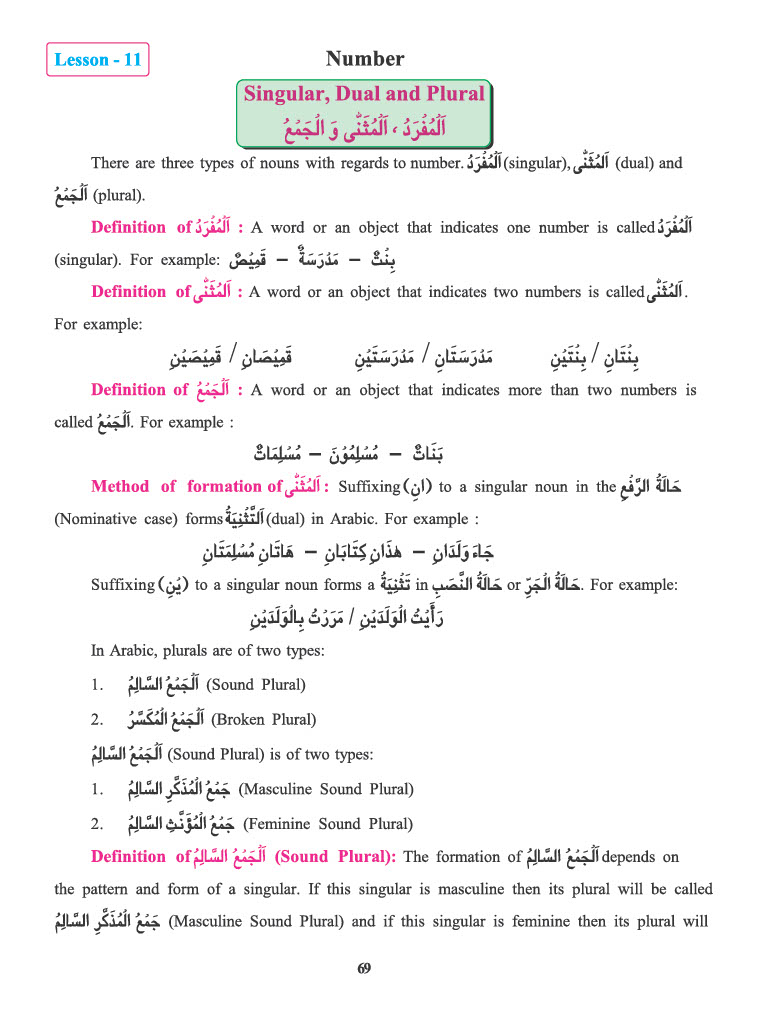 Lesson - 11
Number
Singular, Dual and Plural
اَلْمُفْرَدُ ، اَلْمُثَنّٰى وَ الْجَمْعُ
There are three types of nouns with regards to number. اَلْمُفْرَدُ (singular), اَلْمُثَنّٰى (dual) and
اَلْجَمْعُ (plural).
Definition of اَلْمُفْرَدُ : A word or an object that indicates one number is called اَلْمُفْرَدُ
(singular). For example: بِنْتٌ – مَدْرَسَةٌ – قَمِيْصٌ
Definition of اَلْمُثَنّٰى : A word or an object that indicates two numbers is called اَلْمُثَنّٰى .
For example:
بِنْتَانِ / بِنْتَيْنِ مَدْرَسَتَانِ / مَدْرَسَتَيْنِ قَمِيْصَانِ / قَمِيْصَيْنِ
Definition of اَلْجَمْعُ : A word or an object that indicates more than two numbers is
called اَلْجَمْعُ. For example :
بَنَاتٌ – مُسْلِمُوْنَ – مُسْلِمَاتٌ
Method of formation of اَلْمُثَنّٰى : Suffixing (انِ) to a singular noun in the حَالَةُ الرَّفْعِ
(Nominative case) forms اَلتَّثْنِيَةُ (dual) in Arabic. For example :
جَاءَ وَلَدَانِ – هٰذَانِ كِتَابَانِ – هَاتَانِ مُسْلِمَتَانِ
Suffixing (يْنِ) to a singular noun forms a تَثْنِيَةُ in حَالَةُ النَّصَبِ or حَالَةُ الْجَرِّ. For example:
رَأَيْتُ الْوَلَدَيْنِ / مَرَرْتُ بِالْوَلَدَيْنِ
In Arabic, plurals are of two types:
1. اَلْجَمْعُ السَّالِمُ (Sound Plural)
2. اَلْجَمْعُ الْمُكَسَّرُ (Broken Plural)
اَلْجَمْعُ السَّالِمُ (Sound Plural) is of two types:
1. جَمْعُ الْمُذَكَّرِ السَّالِمُ (Masculine Sound Plural)
2. جَمْعُ الْمُؤَنَّثِ السَّالِمُ (Feminine Sound Plural)
Definition of اَلْجَمْعُ السَّالِمُ (Sound Plural): The formation of اَلْجَمْعُ السَّالِمُ depends on
the pattern and form of a singular. If this singular is masculine then its plural will be called
جَمْعُ الْمُذَكَّرِ السَّالِمُ (Masculine Sound Plural) and if this singular is feminine then its plural will
69